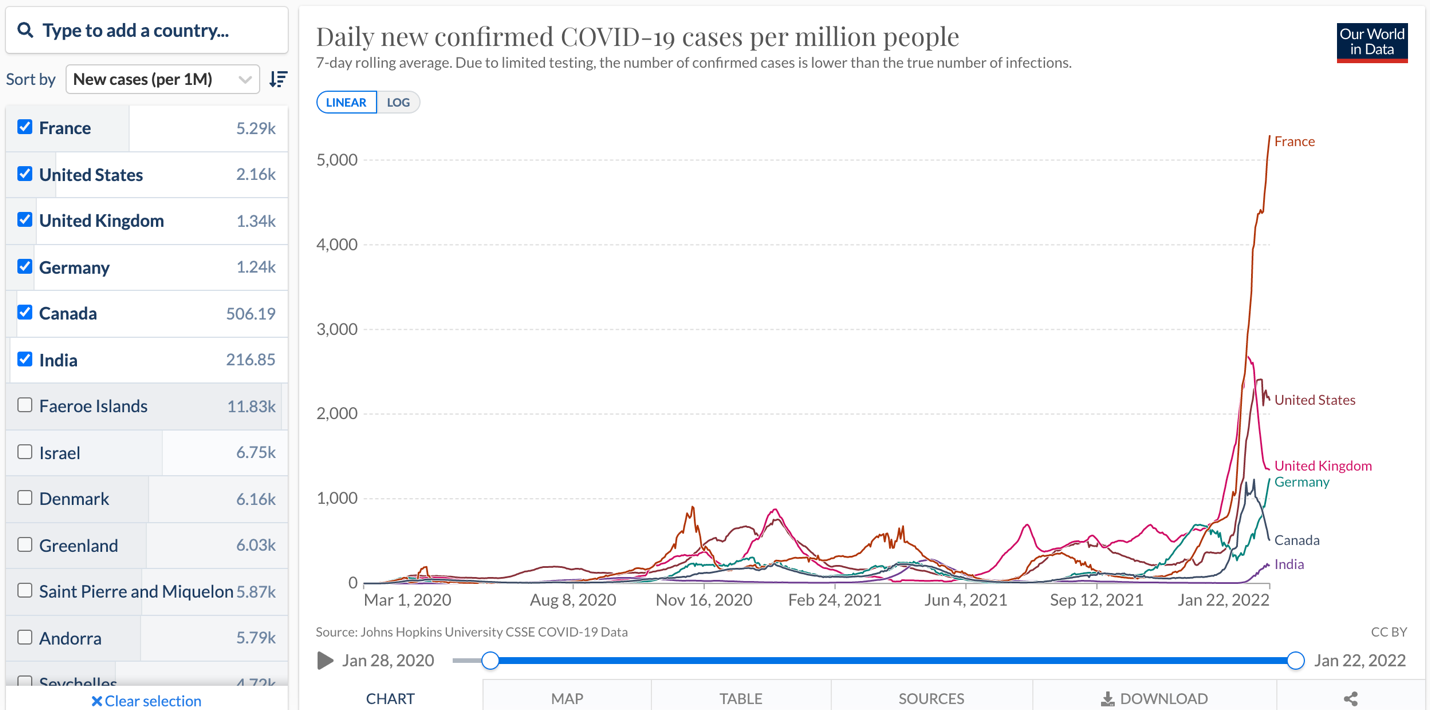 Type to add a country...
Sort by New cases (per 1M)
France 5.29k
United States 2.16k
United Kingdom 1.34k
Germany 1.24k
Canada 506.19
India 216.85
Faeroe Islands 11.83k
Israel 6.75k
Denmark 6.16k
Greenland 6.03k
Saint Pierre and Miquelon 5.87k
Andorra 5.79k
Seychelles 4.72k
Clear selection
Daily new confirmed COVID-19 cases per million people
7-day rolling average. Due to limited testing, the number of confirmed cases is lower than the true number of infections.
Our World
in Data
LINEAR LOG
5,000
4,000
3,000
2,000
1,000
0
France
United States
United Kingdom
Germany
Canada
India
Mar 1, 2020 Aug 8, 2020 Nov 16, 2020 Feb 24, 2021 Jun 4, 2021 Sep 12, 2021 Jan 22, 2022
Source: Johns Hopkins University CSSE COVID-19 Data CC BY
Jan 28, 2020 Jan 22, 2022
CHART MAP TABLE SOURCES DOWNLOAD